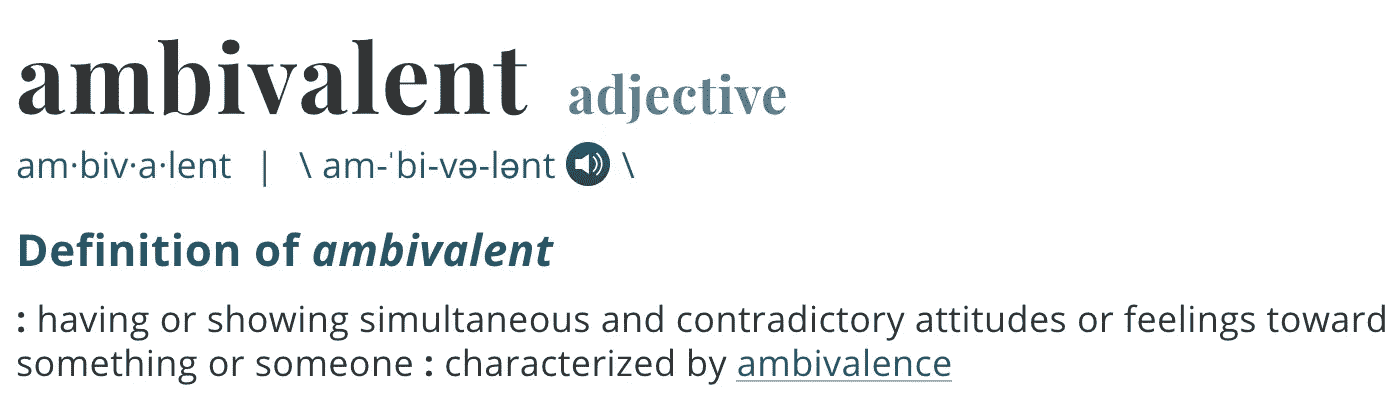 ambivalent adjective
am·biv·a·lent | \ am-ˈbi-və-lənt \
Definition of ambivalent
: having or showing simultaneous and contradictory attitudes or feelings toward
something or someone : characterized by ambivalence